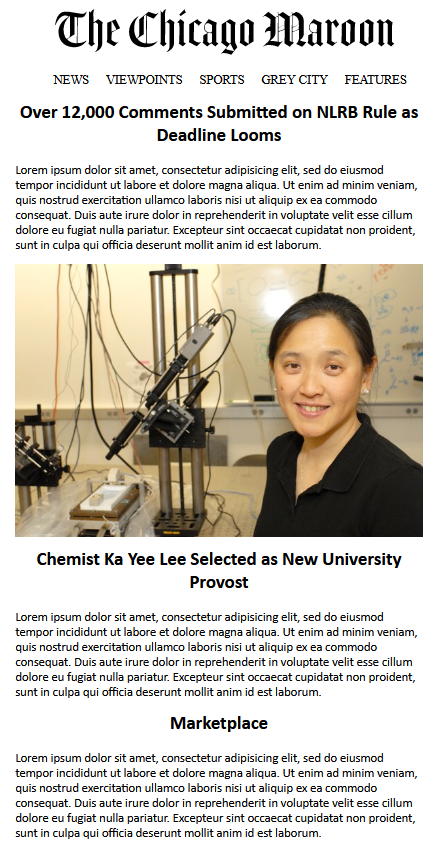 The Chicago Maroon
NEWS VIEWPOINTS SPORTS GREY CITY FEATURES
Over 12,000 Comments Submitted on NLRB Rule as
Deadline Looms
Lorem ipsum dolor sit amet, consectetur adipisicing elit, sed do eiusmod
tempor incididunt ut labore et dolore magna aliqua. Ut enim ad minim veniam,
quis nostrud exercitation ullamco laboris nisi ut aliquip ex ea commodo
consequat. Duis aute irure dolor in reprehenderit in voluptate velit esse cillum
dolore eu fugiat nulla pariatur. Excepteur sint occaecat cupidatat non proident,
sunt in culpa qui officia deserunt mollit anim id est laborum.
Chemist Ka Yee Lee Selected as New University
Provost
Lorem ipsum dolor sit amet, consectetur adipisicing elit, sed do eiusmod
tempor incididunt ut labore et dolore magna aliqua. Ut enim ad minim veniam,
quis nostrud exercitation ullamco laboris nisi ut aliquip ex ea commodo
consequat. Duis aute irure dolor in reprehenderit in voluptate velit esse cillum
dolore eu fugiat nulla pariatur. Excepteur sint occaecat cupidatat non proident,
sunt in culpa qui officia deserunt mollit anim id est laborum.
Marketplace
Lorem ipsum dolor sit amet, consectetur adipisicing elit, sed do eiusmod
tempor incididunt ut labore et dolore magna aliqua. Ut enim ad minim veniam,
quis nostrud exercitation ullamco laboris nisi ut aliquip ex ea commodo
consequat. Duis aute irure dolor in reprehenderit in voluptate velit esse cillum
dolore eu fugiat nulla pariatur. Excepteur sint occaecat cupidatat non proident,
sunt in culpa qui officia deserunt mollit anim id est laborum.